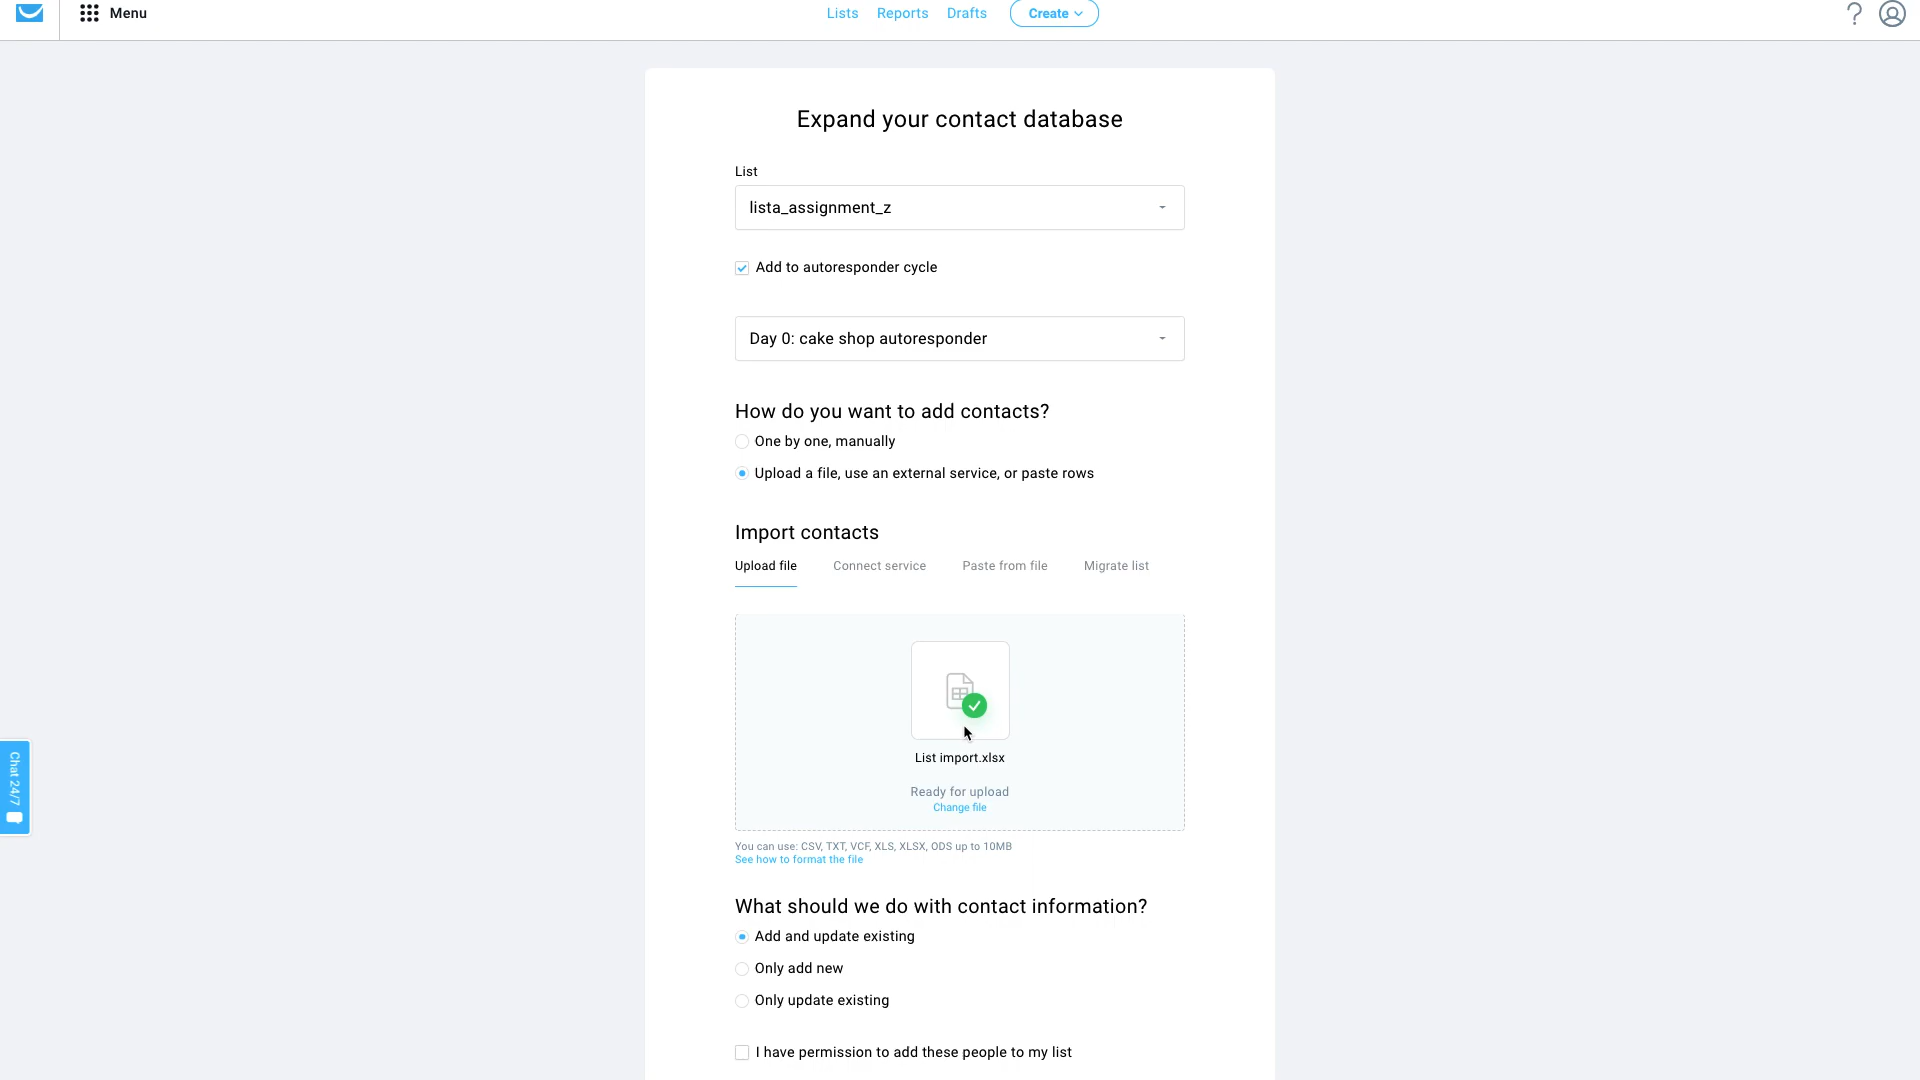 Menu
Lists
Reports
Drafts
Create
Expand your contact database
List
lista_assignment_z
Add to autoresponder cycle
Day 0: cake shop autoresponder
How do you want to add contacts?
One by one, manually
Upload a file, use an external service, or paste rows
Import contacts
Upload file
Connect service
Paste from file
Migrate list
List import.xlsx
Ready for upload
Change file
You can use: CSV, TXT, VCF, XLS, XLSX, ODS up to 10MB
See how to format the file
What should we do with contact information?
Add and update existing
Only add new
Only update existing
I have permission to add these people to my list
Chat 24/7